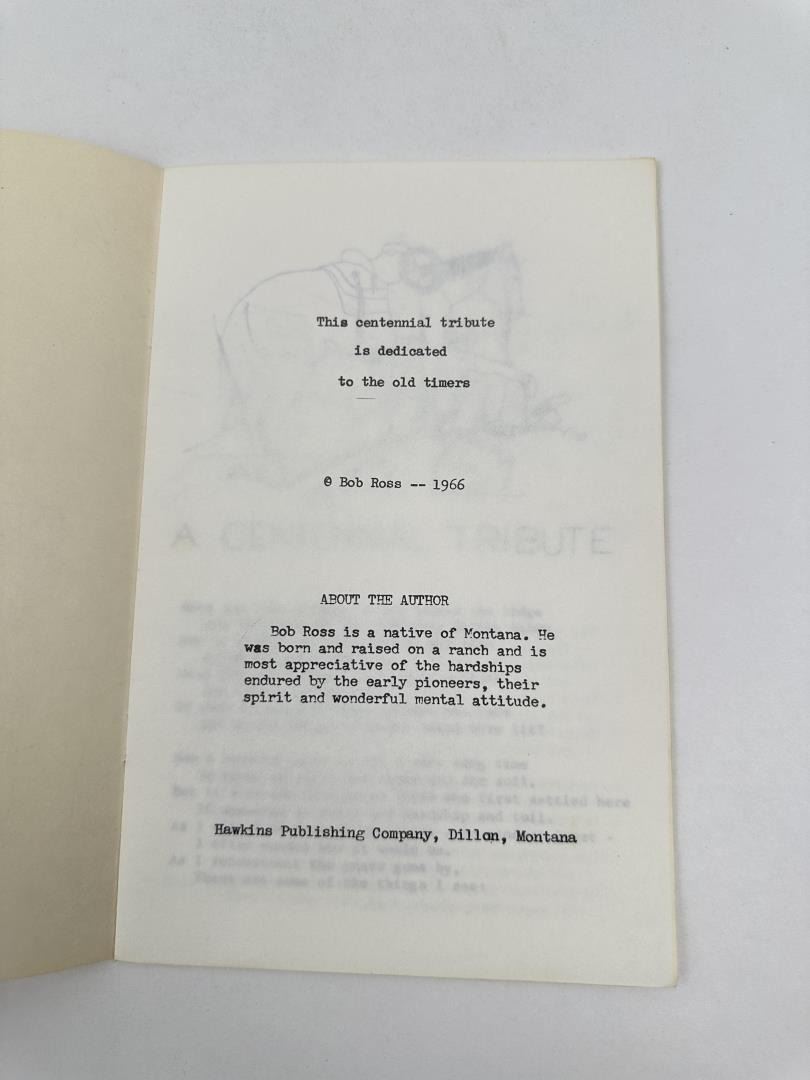 This centennial tribute
is dedicated
to the old timers
© Bob Ross -- 1966
A CENTENNIAL TRIBUTE
ABOUT THE AUTHOR
Bob Ross is a native of Montana. He
was born and raised on a ranch and is
most appreciative of the hardships
endured by the early pioneers, their
spirit and wonderful mental attitude.
Hawkins Publishing Company, Dillon, Montana